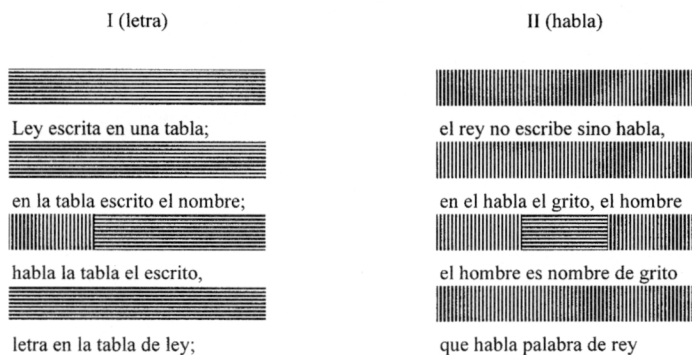 I (letra)
Ley escrita en una tabla;
en la tabla escrito el nombre;
habla la tabla el escrito,
letra en la tabla de ley;
II (habla)
el rey no escribe sino habla,
en el habla el grito, el hombre
el hombre es nombre de grito
que habla palabra de rey